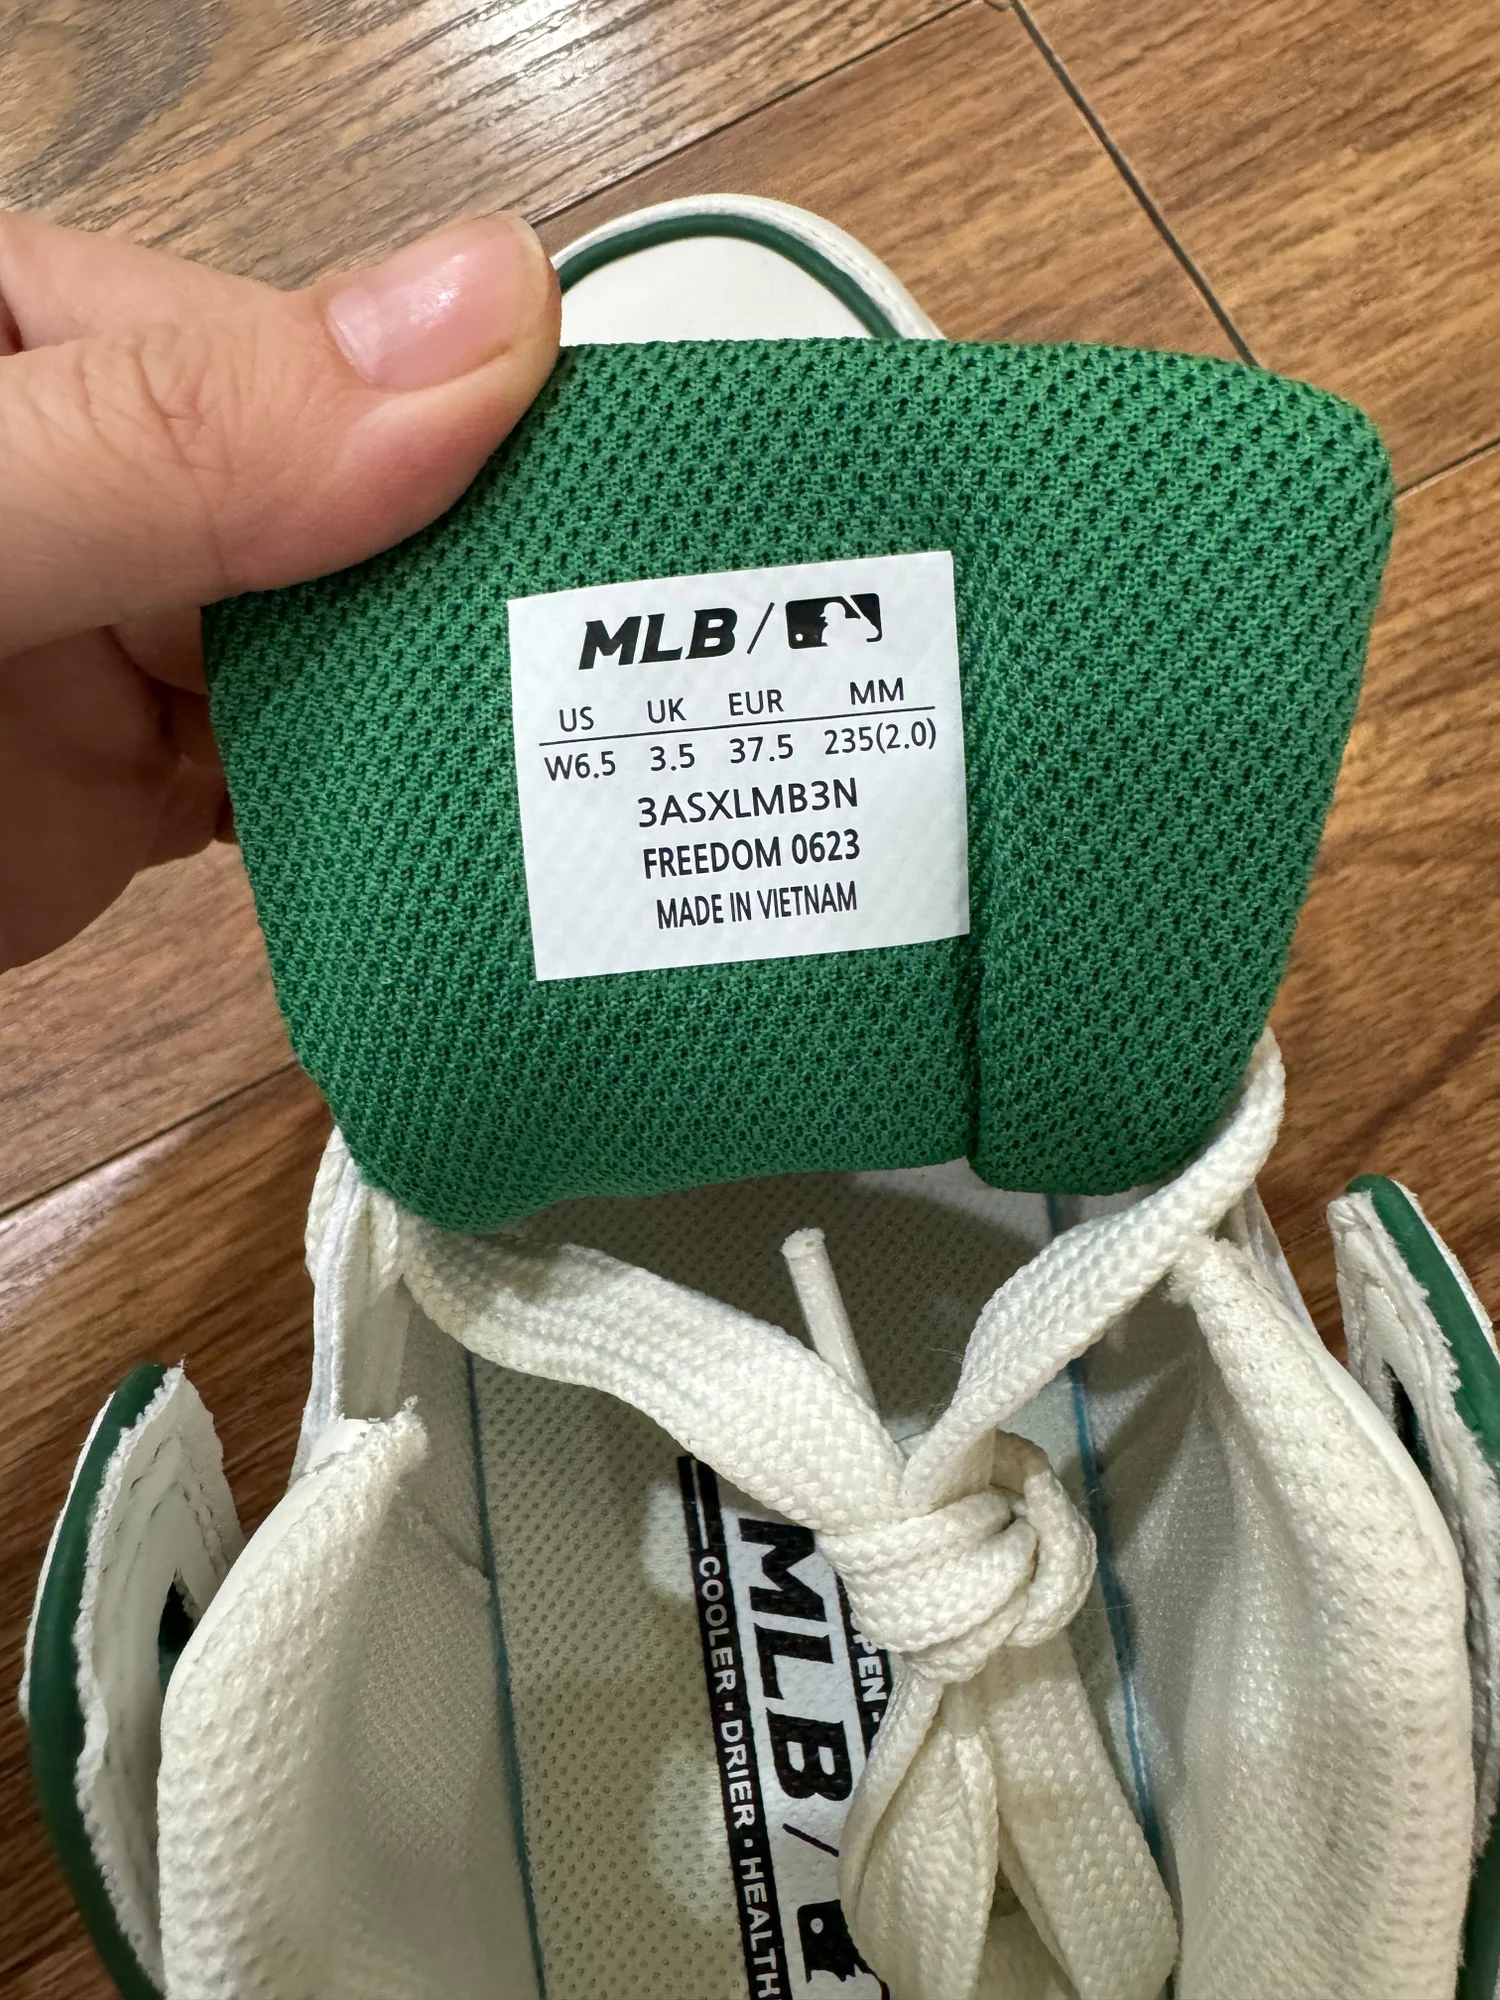 MLB /
US UK EUR MM
W6.5 3.5 37.5 235(2.0)
3ASXLMB3N
FREEDOM 0623
MADE IN VIETNAM
MLB /
COOLER · DRIER · HEALTH